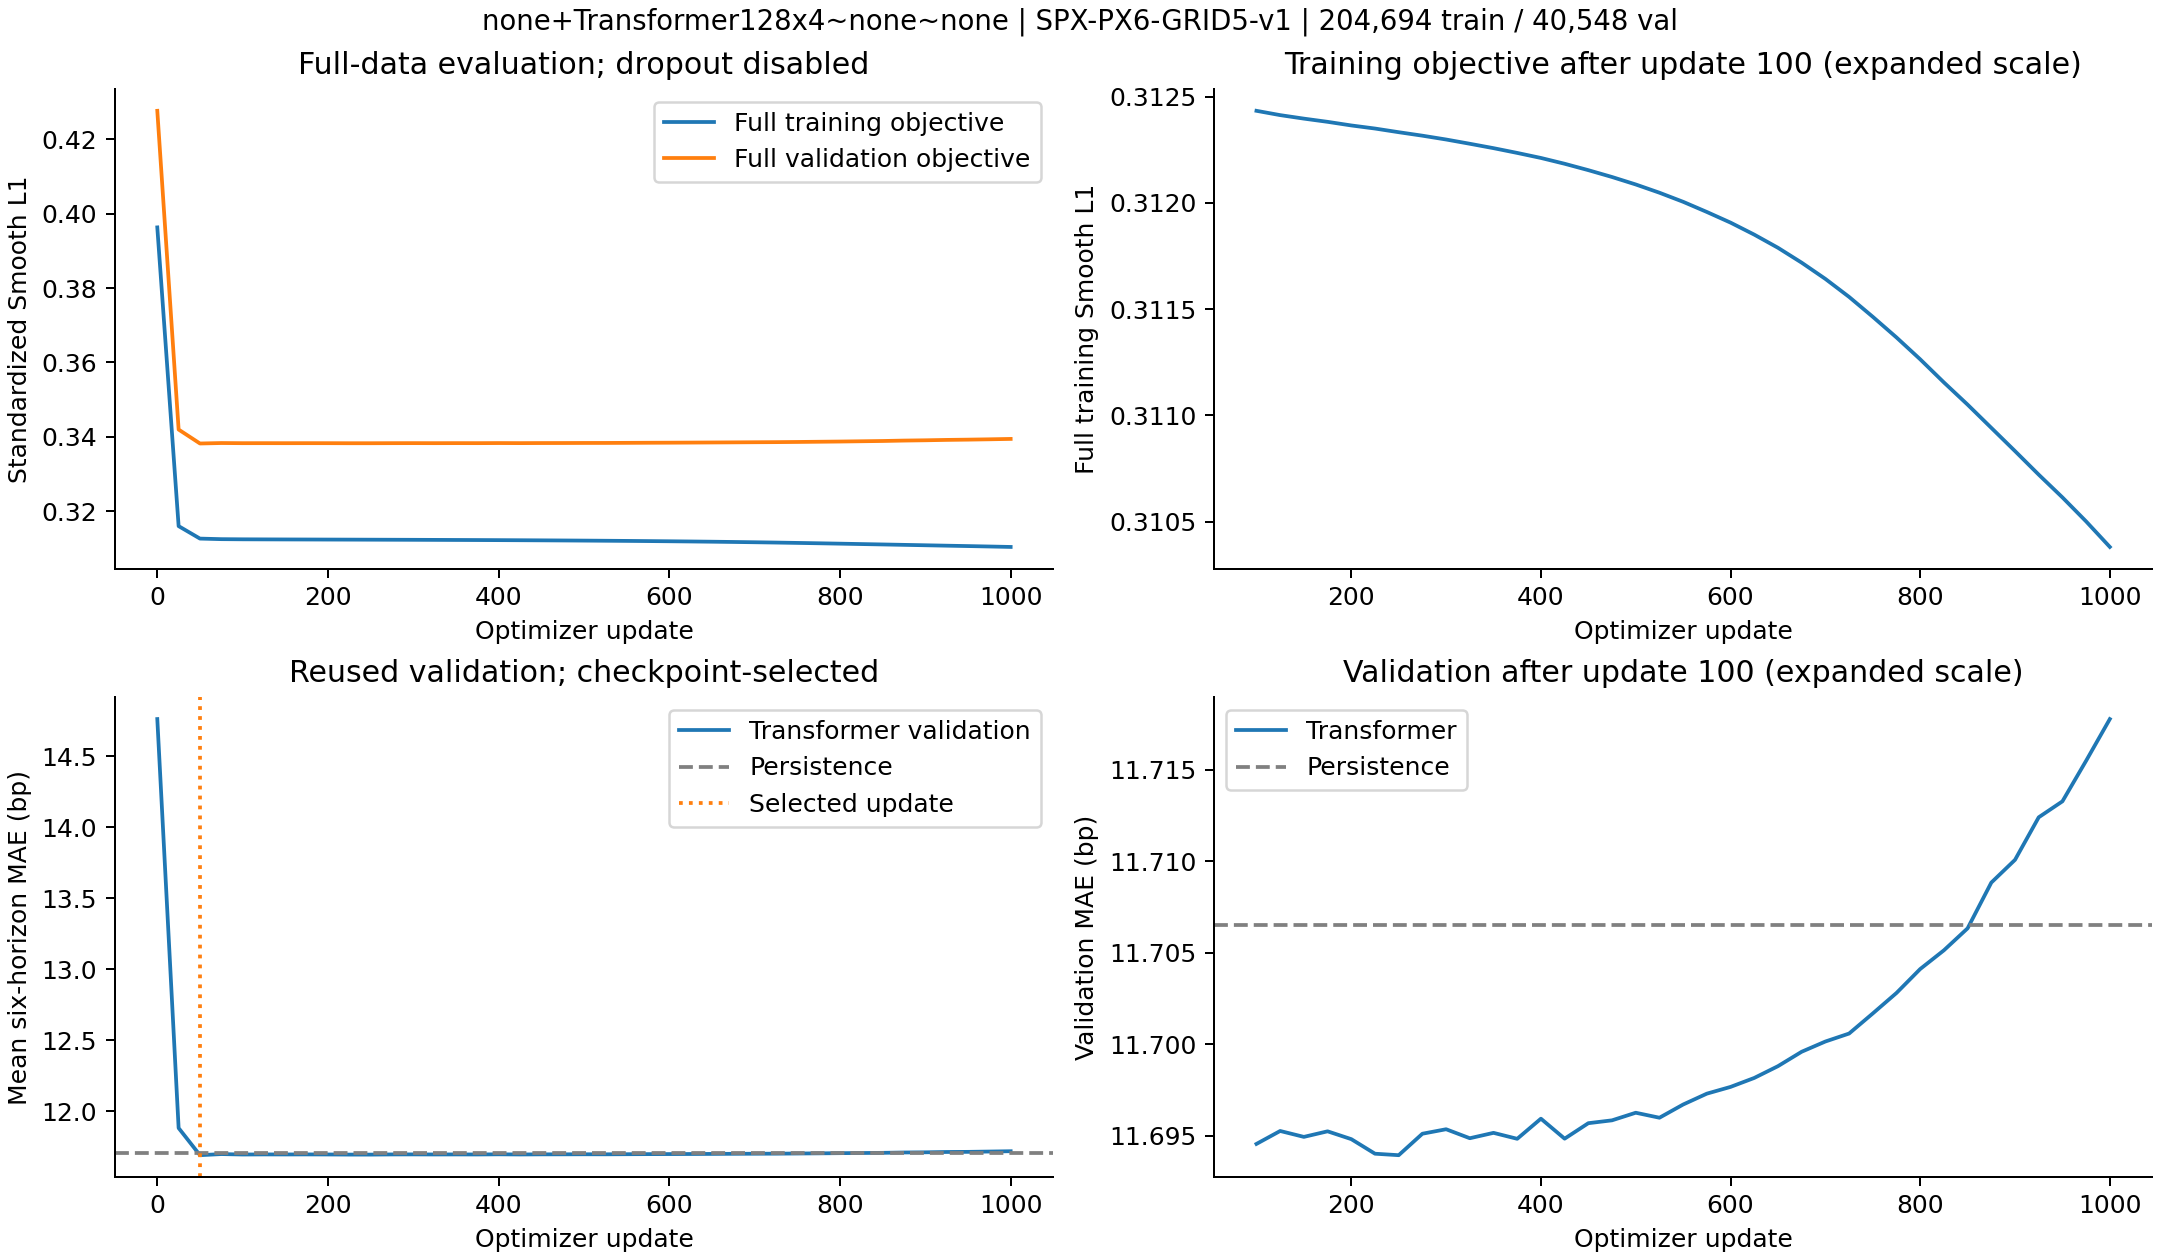 none+Transformer128x4~none~none | SPX-PX6-GRID5-v1 | 204,694 train / 40,548 val
Full-data evaluation; dropout disabled
Standardized Smooth L1
0.42
0.40
0.38
0.36
0.34
0.32
Full training objective
Full validation objective
0 200 400 600 800 1000
Optimizer update
Training objective after update 100 (expanded scale)
Full training Smooth L1
0.3125
0.3120
0.3115
0.3110
0.3105
200 400 600 800 1000
Optimizer update
Reused validation; checkpoint-selected
Mean six-horizon MAE (bp)
14.5
14.0
13.5
13.0
12.5
12.0
Transformer validation
Persistence
Selected update
0 200 400 600 800 1000
Optimizer update
Validation after update 100 (expanded scale)
Validation MAE (bp)
11.715
11.710
11.705
11.700
11.695
Transformer
Persistence
200 400 600 800 1000
Optimizer update